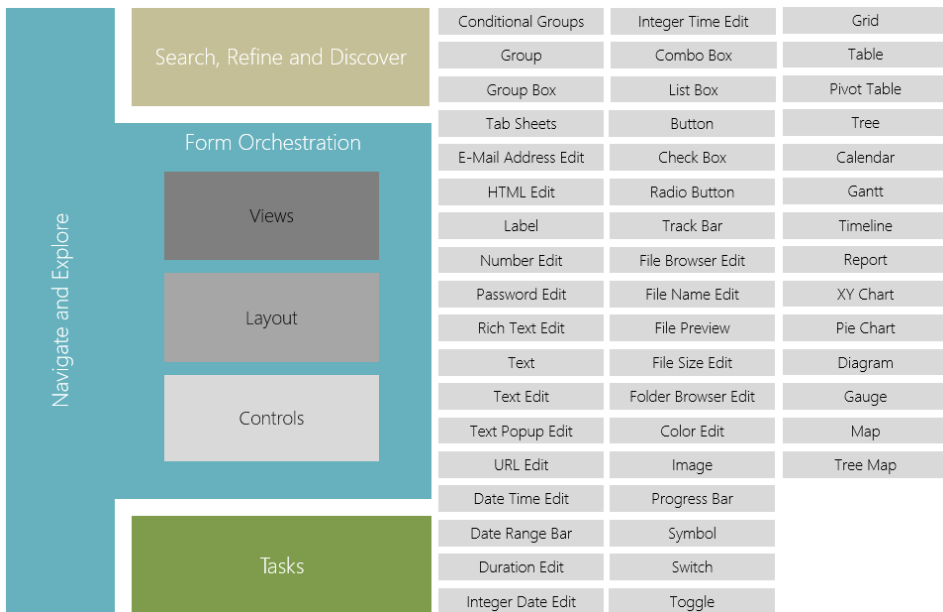 Navigate and Explore
Search, Refine and Discover
Form Orchestration
Views
Layout
Controls
Tasks
Conditional Groups
Group
Group Box
Tab Sheets
E-Mail Address Edit
HTML Edit
Label
Number Edit
Password Edit
Rich Text Edit
Text
Text Edit
Text Popup Edit
URL Edit
Date Time Edit
Date Range Bar
Duration Edit
Integer Date Edit
Integer Time Edit
Combo Box
List Box
Button
Check Box
Radio Button
Track Bar
File Browser Edit
File Name Edit
File Preview
File Size Edit
Folder Browser Edit
Color Edit
Image
Progress Bar
Symbol
Switch
Toggle
Grid
Table
Pivot Table
Tree
Calendar
Gantt
Timeline
Report
XY Chart
Pie Chart
Diagram
Gauge
Map
Tree Map